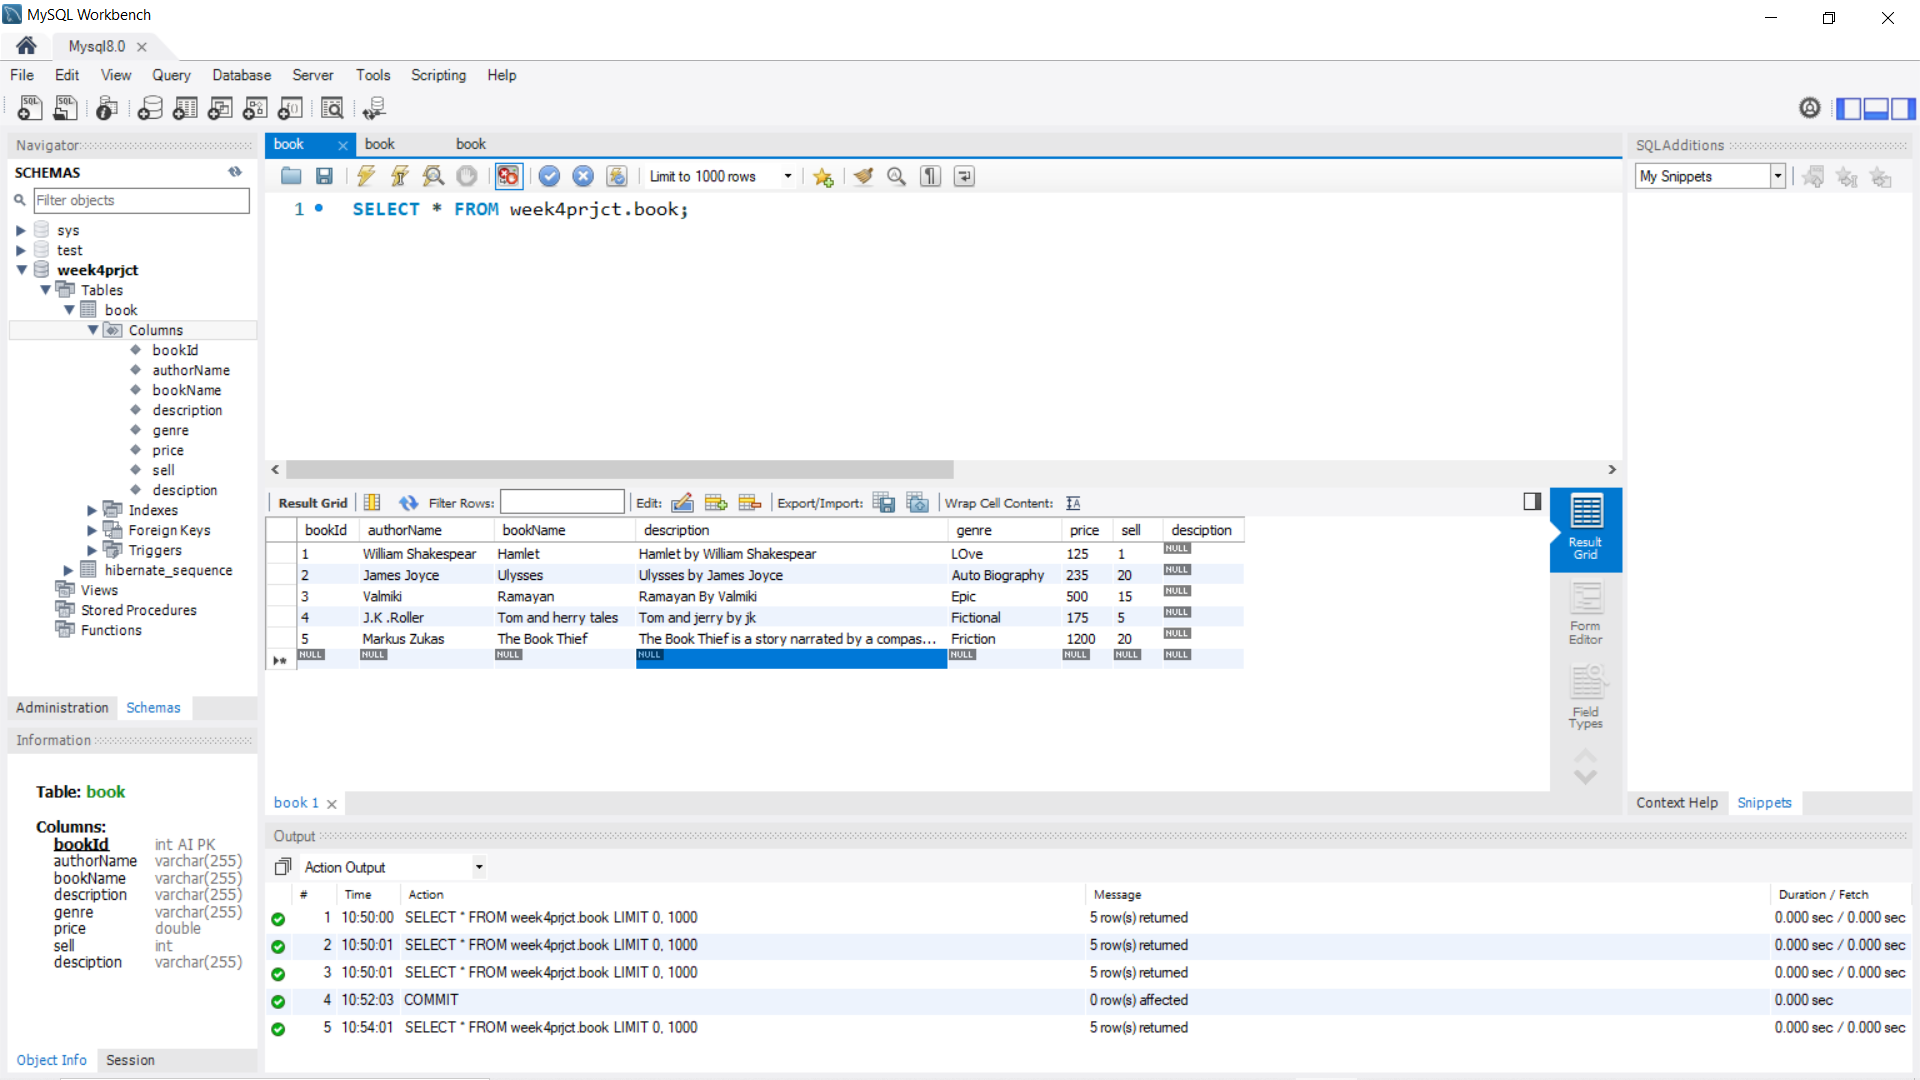 MySQL Workbench
Mysql8.0
File Edit View Query Database Server Tools Scripting Help
Navigator
SCHEMAS
Filter objects
sys
test
week4prjct
Tables
book
Columns
bookId
authorName
bookName
description
genre
price
sell
desciption
Indexes
Foreign Keys
Triggers
hibernate_sequence
Views
Stored Procedures
Functions
Administration Schemas
Information
Table: book
Columns:
bookId int AI PK
authorName varchar(255)
bookName varchar(255)
description varchar(255)
genre varchar(255)
price double
sell int
desciption varchar(255)
Object Info Session
book book book
Limit to 1000 rows
1 SELECT * FROM week4prjct.book;
Result Grid Filter Rows: Edit: Export/Import: Wrap Cell Content:
bookId authorName bookName description genre price sell desciption
1 William Shakespear Hamlet Hamlet by William Shakespear LOve 125 1 NULL
2 James Joyce Ulysses Ulysses by James Joyce Auto Biography 235 20 NULL
3 Valmiki Ramayan Ramayan By Valmiki Epic 500 15 NULL
4 J.K .Roller Tom and herry tales Tom and jerry by jk Fictional 175 5 NULL
5 Markus Zukas The Book Thief The Book Thief is a story narrated by a compas... Friction 1200 20 NULL
NULL NULL NULL NULL NULL NULL NULL NULL
Result
Grid
Form
Editor
Field
Types
book 1
SQLAdditions
My Snippets
Context Help Snippets
Output
Action Output
# Time Action Message Duration / Fetch
1 10:50:00 SELECT * FROM week4prjct.book LIMIT 0, 1000 5 row(s) returned 0.000 sec / 0.000 sec
2 10:50:01 SELECT * FROM week4prjct.book LIMIT 0, 1000 5 row(s) returned 0.000 sec / 0.000 sec
3 10:50:01 SELECT * FROM week4prjct.book LIMIT 0, 1000 5 row(s) returned 0.000 sec / 0.000 sec
4 10:52:03 COMMIT 0 row(s) affected 0.000 sec
5 10:54:01 SELECT * FROM week4prjct.book LIMIT 0, 1000 5 row(s) returned 0.000 sec / 0.000 sec